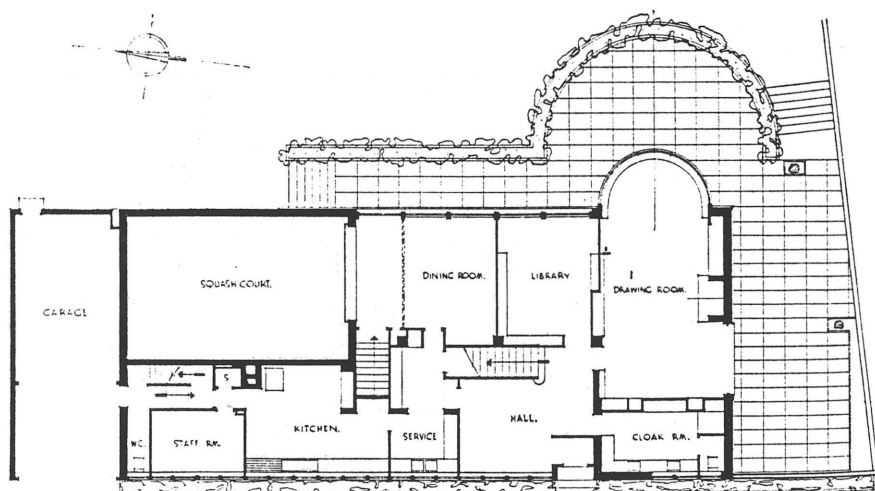 SQUASH COURT.
DINING ROOM.
LIBRARY
DRAWING ROOM.
GARAGE
S
KITCHEN.
HALL.
W.C.
STAFF RM.
SERVICE
CLOAK RM.